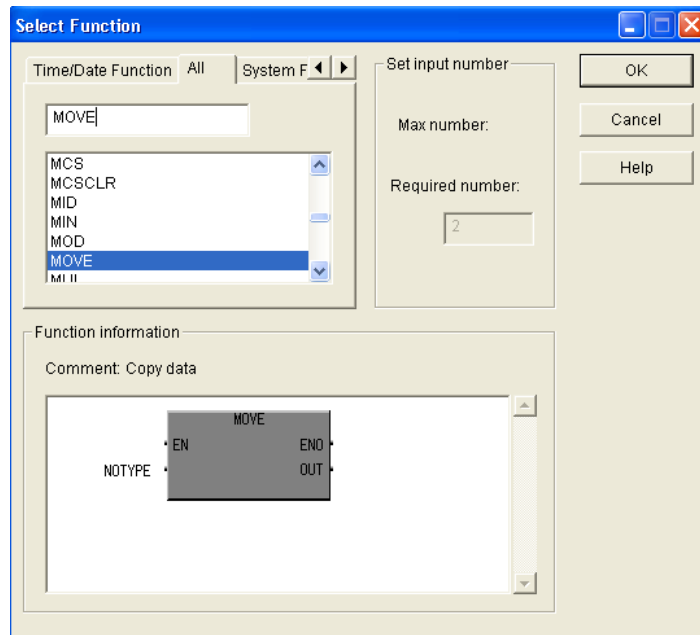 Select Function
Time/Date Function
All
System F
MOVE
MCS
MCSCLR
MID
MIN
MOD
MOVE
MUL
Set input number
Max number:
Required number:
2
OK
Cancel
Help
Function information
Comment: Copy data
MOVE
EN ENO
NOTYPE OUT